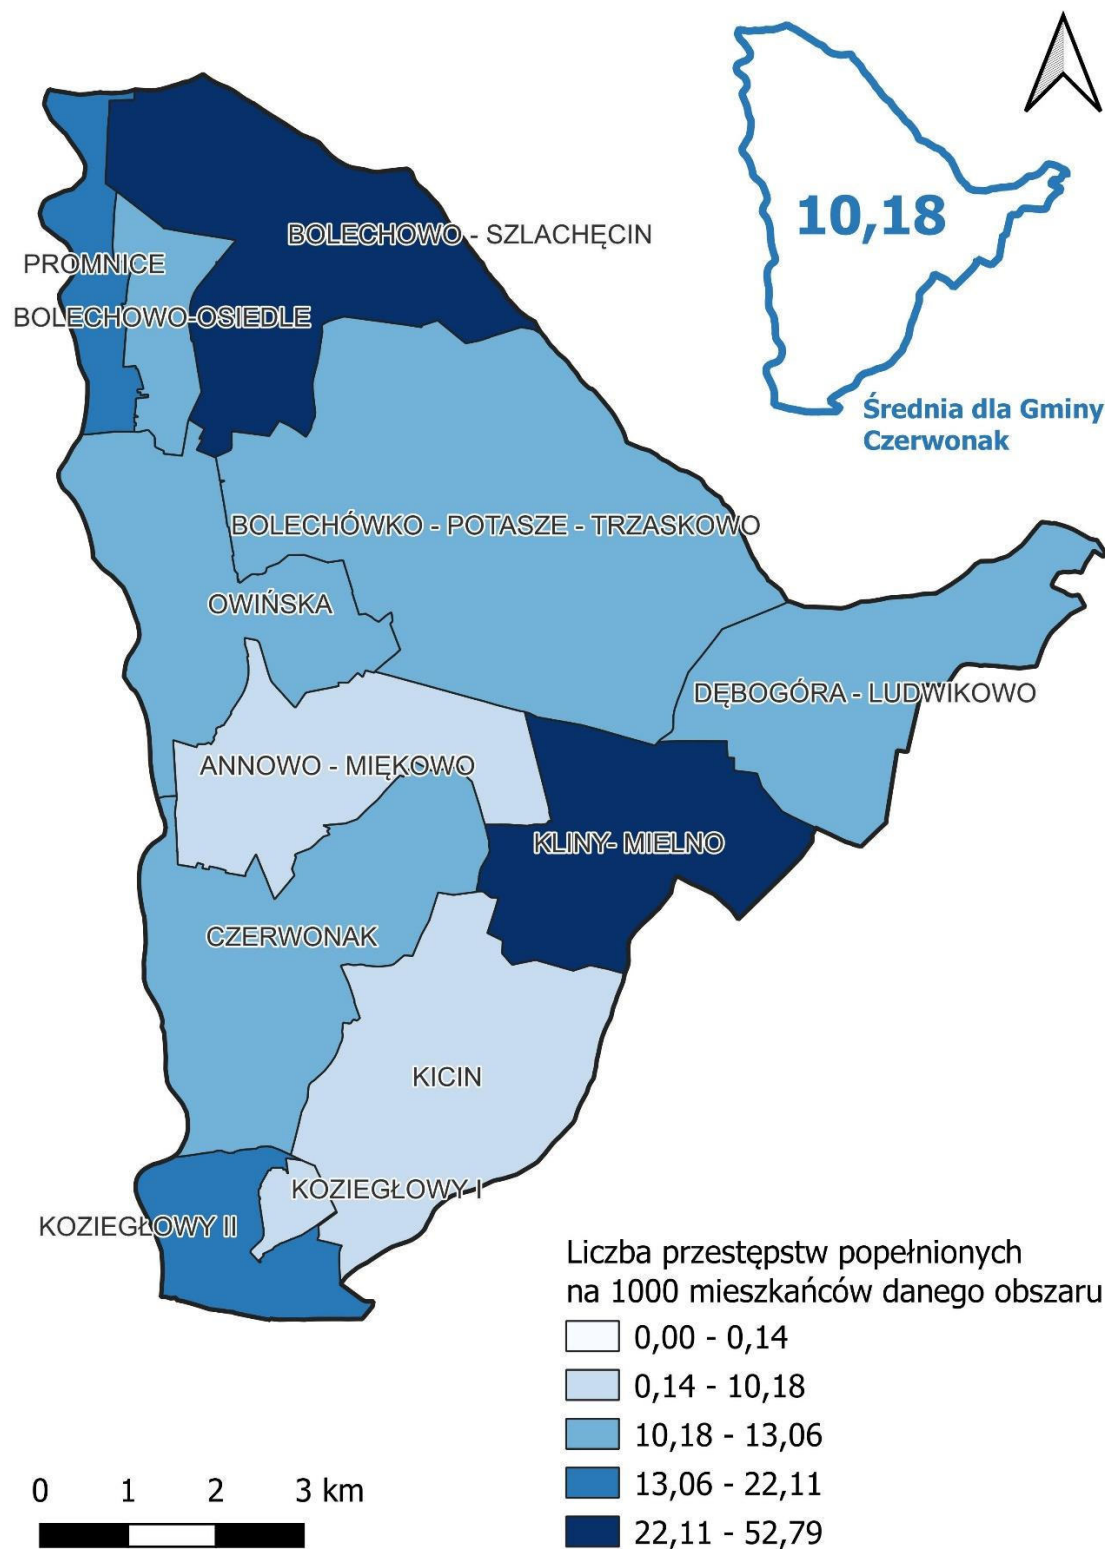 10,18
Średnia dla Gminy
Czerwonak
BOLECHOWO - SZLACHĘCIN
PROMNICE
BOLECHOWO-OSIEDLE
BOLECHÓWKO - POTASZE - TRZASKOWO
OWIŃSKA
DĘBOGÓRA - LUDWIKOWO
ANNOWO - MIĘKOWO
KLINY- MIELNO
CZERWONAK
KICIN
KOZIEGŁOWY I
KOZIEGŁOWY II
Liczba przestępstw popełnionych
na 1000 mieszkańców danego obszaru
0,00 - 0,14
0,14 - 10,18
10,18 - 13,06
13,06 - 22,11
22,11 - 52,79
0 1 2 3 km